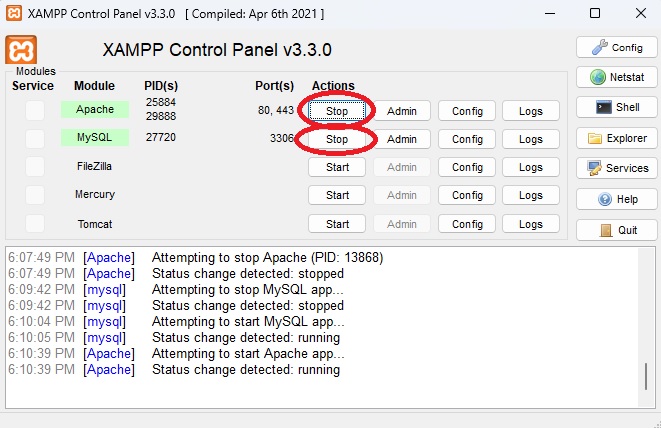 XAMPP Control Panel v3.3.0 [ Compiled: Apr 6th 2021 ]
XAMPP Control Panel v3.3.0
Config
Modules
Service Module PID(s) Port(s) Actions
Netstat
Apache 25884 29888 80, 443 Stop Admin Config Logs
Shell
MySQL 27720 3306 Stop Admin Config Logs
Explorer
FileZilla Start Admin Config Logs
Services
Mercury Start Admin Config Logs
Help
Tomcat Start Admin Config Logs
Quit
6:07:49 PM [Apache] Attempting to stop Apache (PID: 13868)
6:07:49 PM [Apache] Status change detected: stopped
6:09:42 PM [mysql] Attempting to stop MySQL app...
6:09:42 PM [mysql] Status change detected: stopped
6:10:04 PM [mysql] Attempting to start MySQL app...
6:10:05 PM [mysql] Status change detected: running
6:10:39 PM [Apache] Attempting to start Apache app...
6:10:39 PM [Apache] Status change detected: running